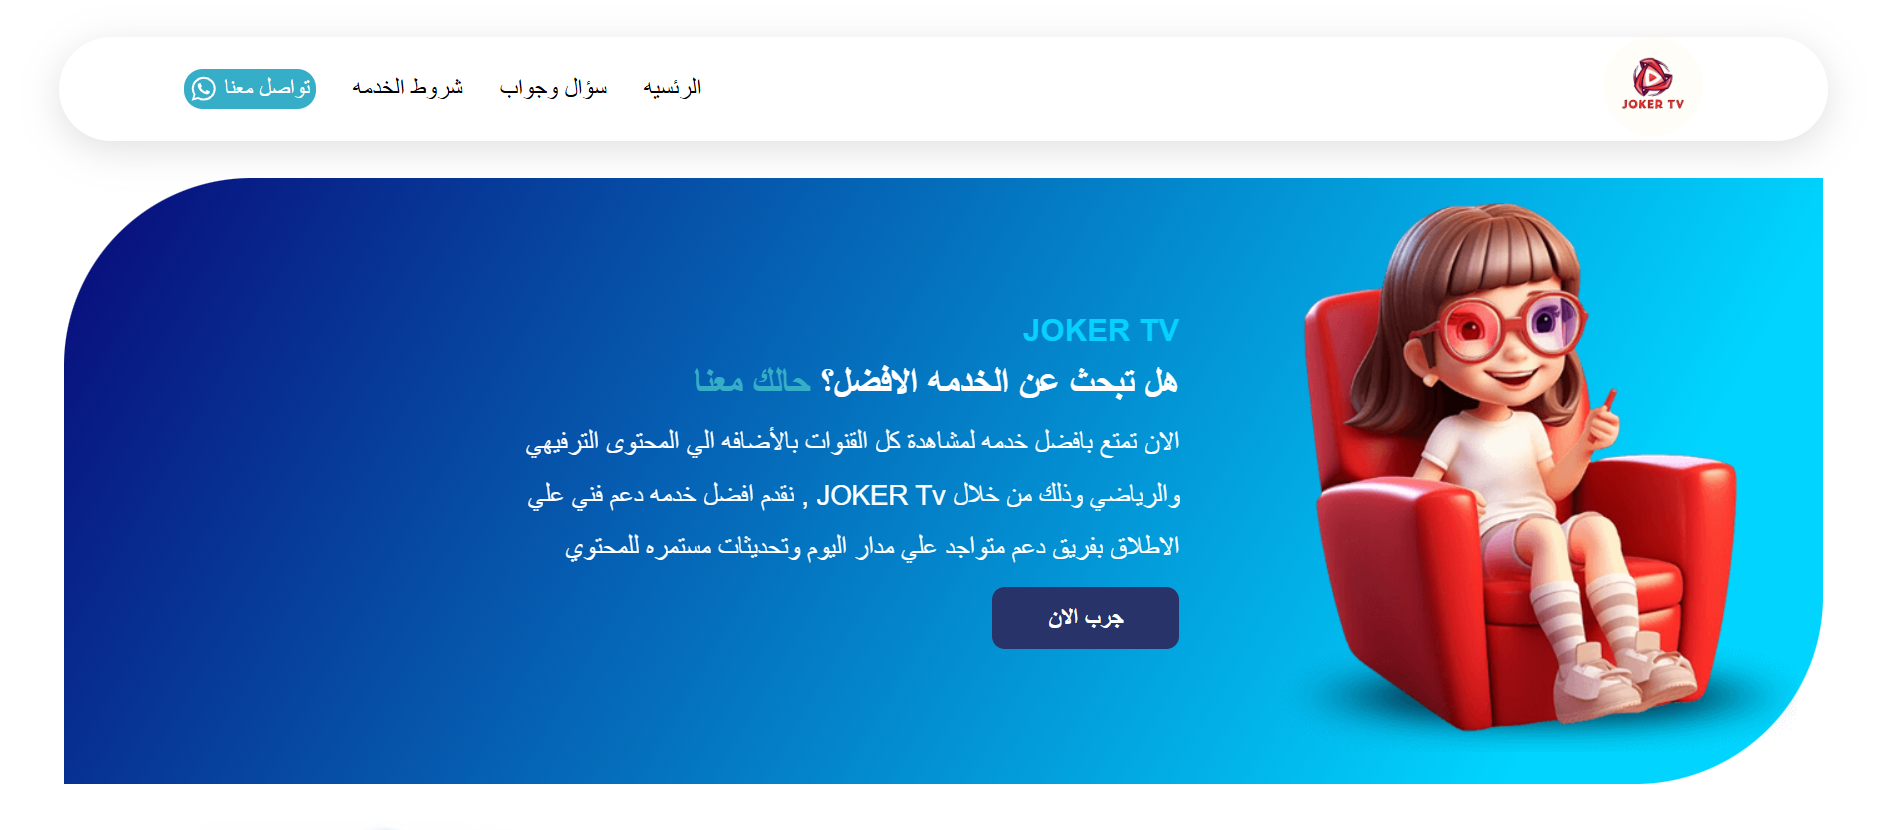 JOKER TV
الرئسيه
سؤال وجواب
شروط الخدمه
تواصل معنا
JOKER TV
هل تبحث عن الخدمه الافضل؟ حالك معنا
الان تمتع بافضل خدمه لمشاهدة كل القنوات بالأضافه الي المحتوى الترفيهي
والرياضي وذلك من خلال JOKER Tv , نقدم افضل خدمه دعم فني علي
الاطلاق بفريق دعم متواجد علي مدار اليوم وتحديثات مستمره للمحتوي
جرب الان